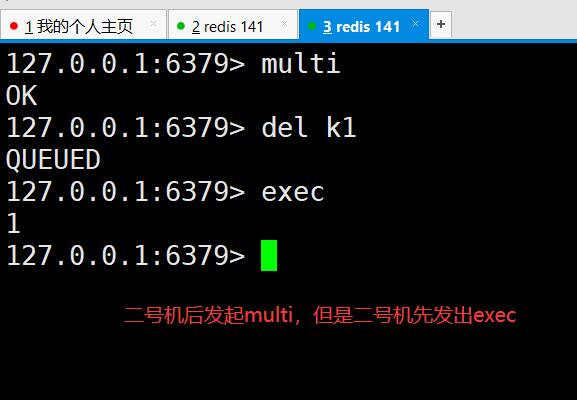 1 我的个人主页 × 2 redis 141 × 3 redis 141 × +
127.0.0.1:6379> multi
OK
127.0.0.1:6379> del k1
QUEUED
127.0.0.1:6379> exec
1
127.0.0.1:6379>
二号机后发起multi，但是二号机先发出exec